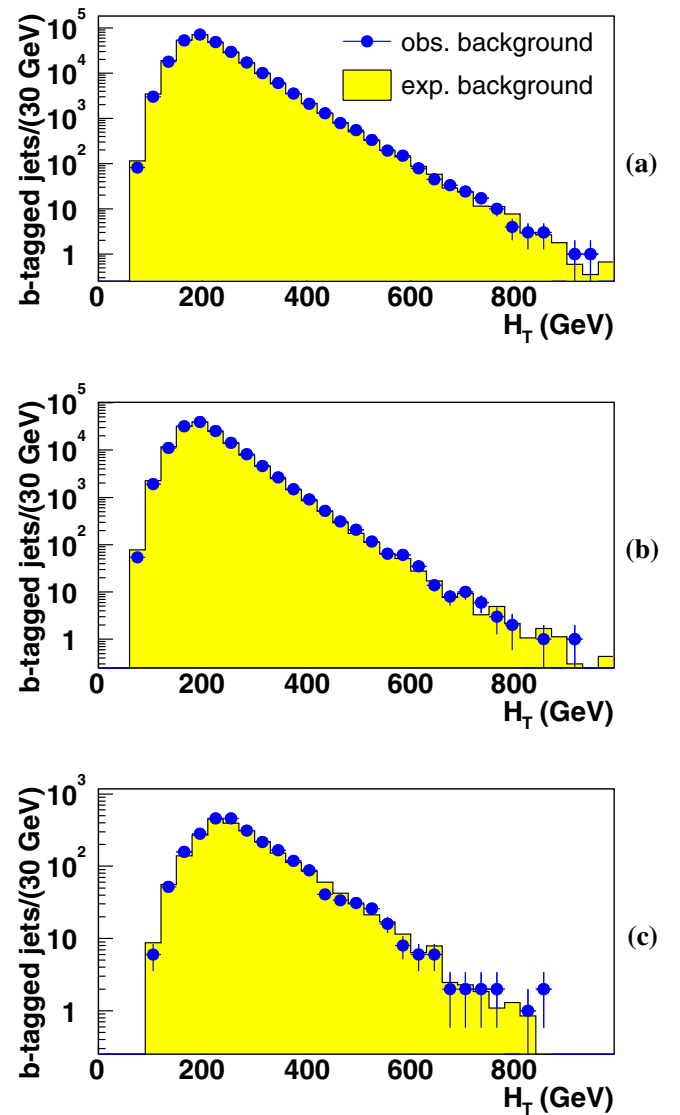 b-tagged jets/(30 GeV)
10^5
10^4
10^3
10^2
10
1
obs. background
exp. background
(a)
0 200 400 600 800
H_T (GeV)
b-tagged jets/(30 GeV)
10^5
10^4
10^3
10^2
10
1
(b)
0 200 400 600 800
H_T (GeV)
b-tagged jets/(30 GeV)
10^3
10^2
10
1
(c)
0 200 400 600 800
H_T (GeV)